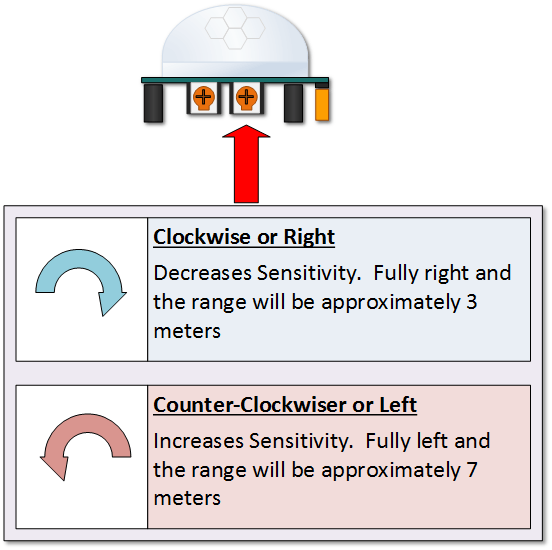 Clockwise or Right
Decreases Sensitivity.  Fully right and
the range will be approximately 3
meters
Counter-Clockwiser or Left
Increases Sensitivity.  Fully left and
the range will be approximately 7
meters